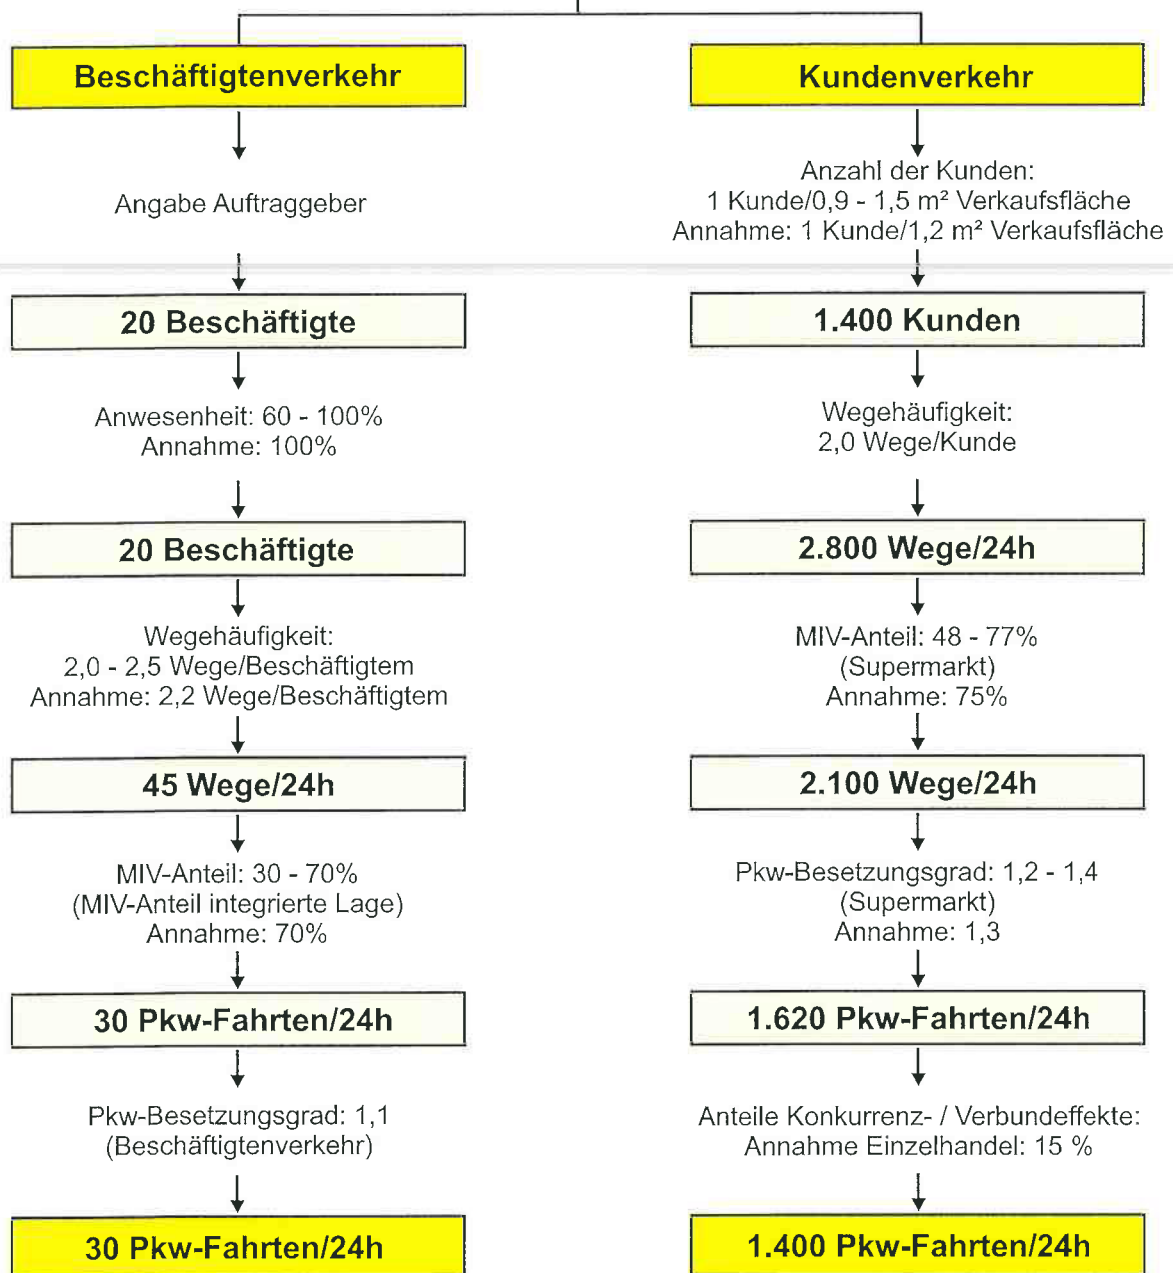 Beschäftigtenverkehr
Angabe Auftraggeber
20 Beschäftigte
Anwesenheit: 60 - 100%
Annahme: 100%
20 Beschäftigte
Wegehäufigkeit:
2,0 - 2,5 Wege/Beschäftigtem
Annahme: 2,2 Wege/Beschäftigtem
45 Wege/24h
MIV-Anteil: 30 - 70%
(MIV-Anteil integrierte Lage)
Annahme: 70%
30 Pkw-Fahrten/24h
Pkw-Besetzungsgrad: 1,1
(Beschäftigtenverkehr)
30 Pkw-Fahrten/24h
Kundenverkehr
Anzahl der Kunden:
1 Kunde/0,9 - 1,5 m² Verkaufsfläche
Annahme: 1 Kunde/1,2 m² Verkaufsfläche
1.400 Kunden
Wegehäufigkeit:
2,0 Wege/Kunde
2.800 Wege/24h
MIV-Anteil: 48 - 77%
(Supermarkt)
Annahme: 75%
2.100 Wege/24h
Pkw-Besetzungsgrad: 1,2 - 1,4
(Supermarkt)
Annahme: 1,3
1.620 Pkw-Fahrten/24h
Anteile Konkurrenz- / Verbundeffekte:
Annahme Einzelhandel: 15 %
1.400 Pkw-Fahrten/24h